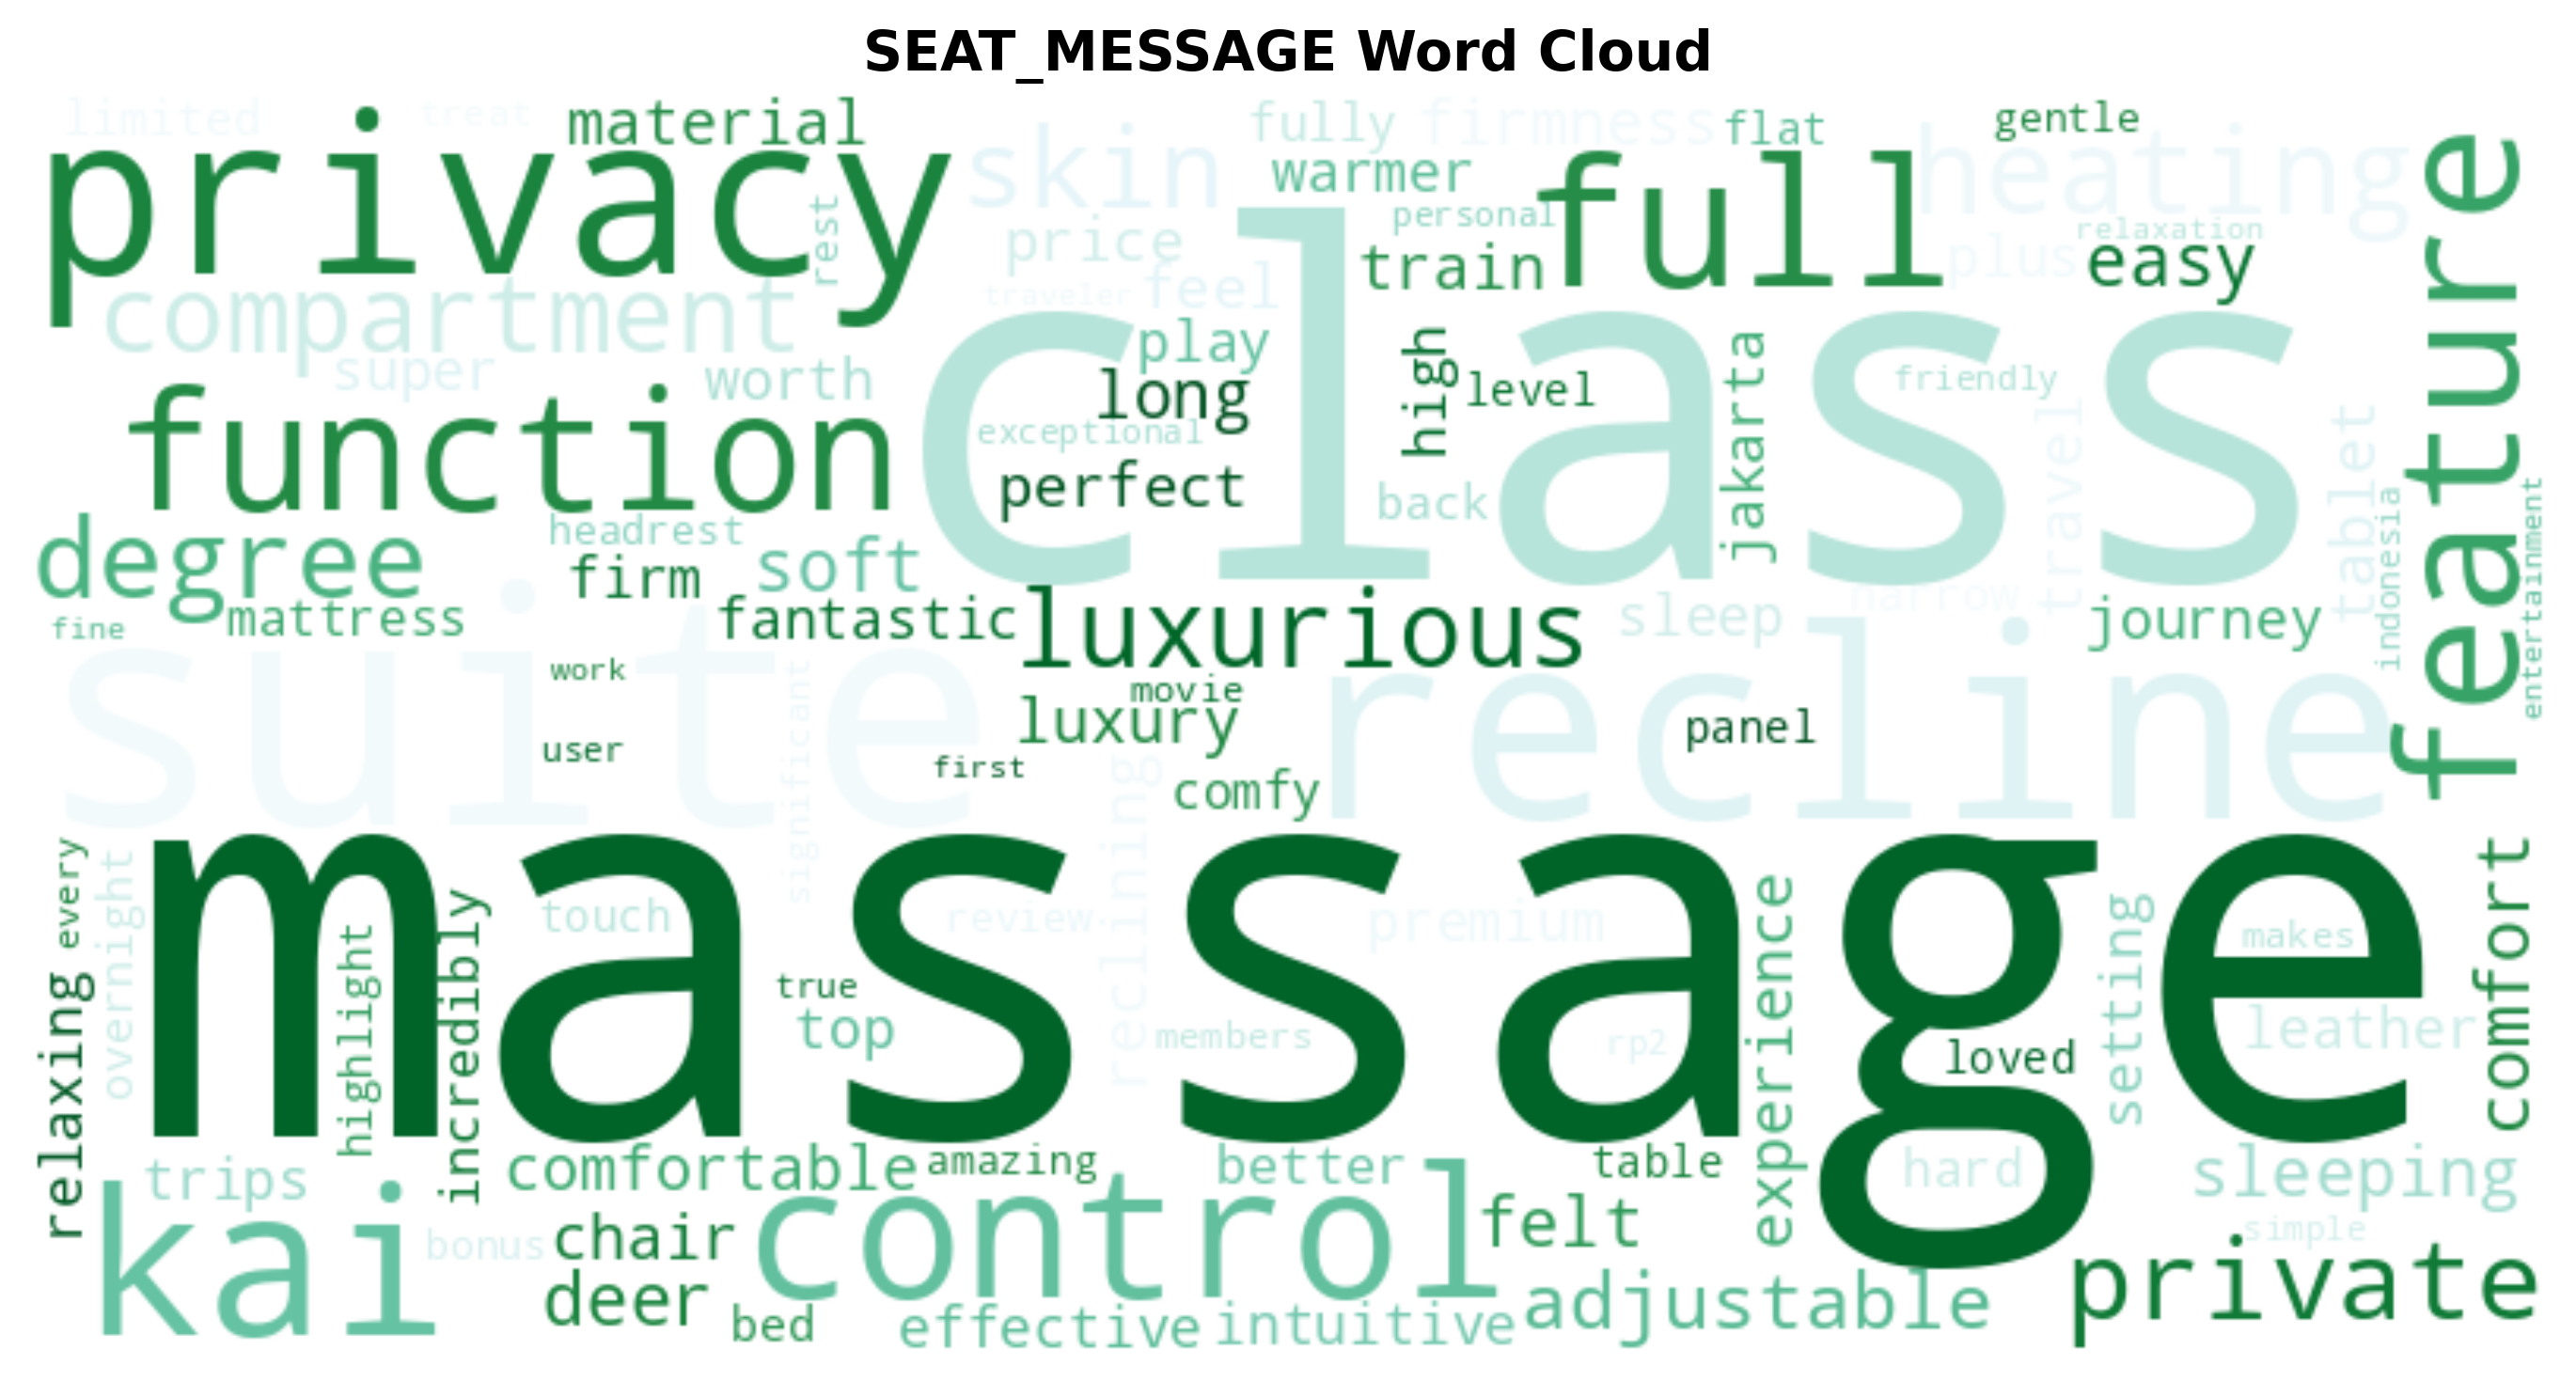 SEAT_MESSAGE Word Cloud
limited
treat
material
fully
firmness
flat
gentle
privacy
skin
warmer
full
heating
feature
rest
price
personal
train
plus
relaxation
easy
compartment
traveler
feel
class
super
worth
play
long
high
level
jakarta
friendly
function
exceptional
perfect
back
travel
tablet
indonesia
entertainment
degree
headrest
firm
soft
fine
mattress
fantastic
luxurious
sleep
narrow
journey
suite
work
significant
movie
luxury
recline
panel
user
first
comfy
reclining
massage
every
relaxing
overnight
highlight
incredibly
touch
review
premium
experience
setting
makes
comfort
true
top
members
rp2
loved
leather
trips
comfortable
amazing
better
table
hard
sleeping
kai
bonus
chair
control
felt
simple
deer
bed
effective
intuitive
adjustable
private